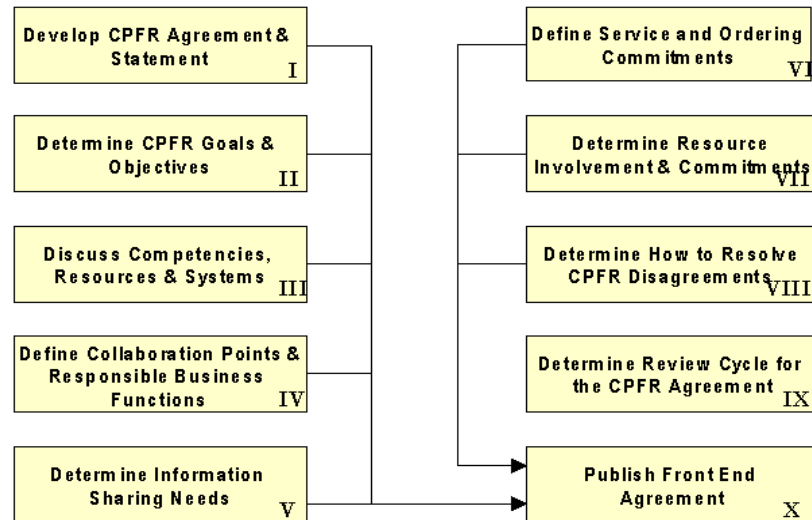 Develop CPFR Agreement &
Statement
I
Determine CPFR Goals &
Objectives
II
Discuss Competencies,
Resources & Systems
III
Define Collaboration Points &
Responsible Business
Functions
IV
Determine Information
Sharing Needs
V
Define Service and Ordering
Commitments
VI
Determine Resource
Involvement & Commitments
VII
Determine How to Resolve
CPFR Disagreements
VIII
Determine Review Cycle for
the CPFR Agreement
IX
Publish Front End
Agreement
X